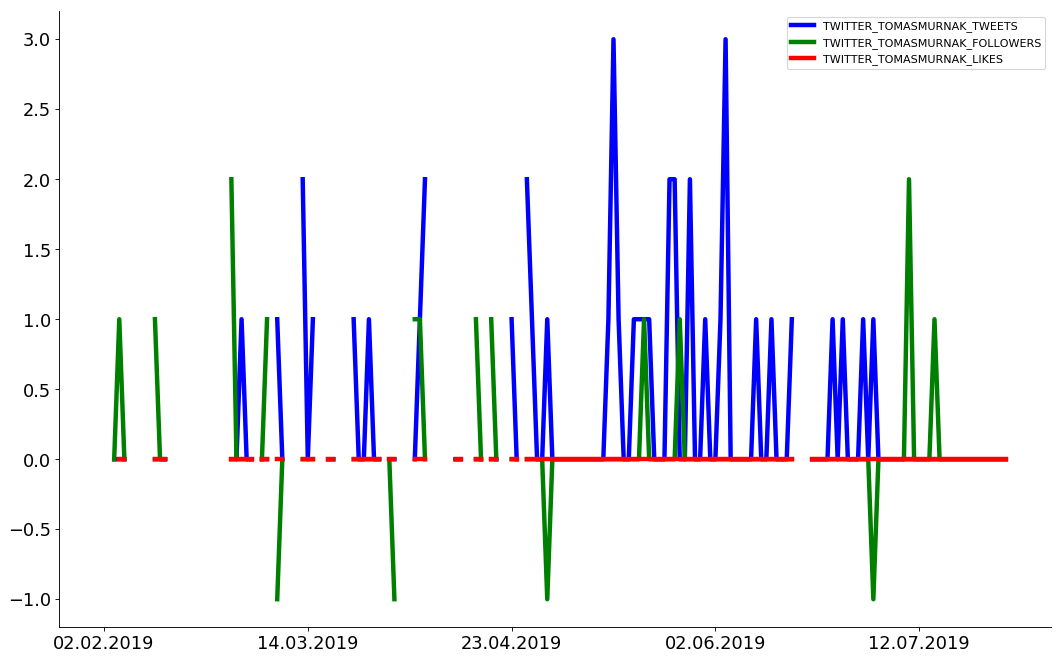 TWITTER_TOMASMURNAK_TWEETS
TWITTER_TOMASMURNAK_FOLLOWERS
TWITTER_TOMASMURNAK_LIKES
3.0
2.5
2.0
1.5
1.0
0.5
0.0
−0.5
−1.0
02.02.2019 14.03.2019 23.04.2019 02.06.2019 12.07.2019